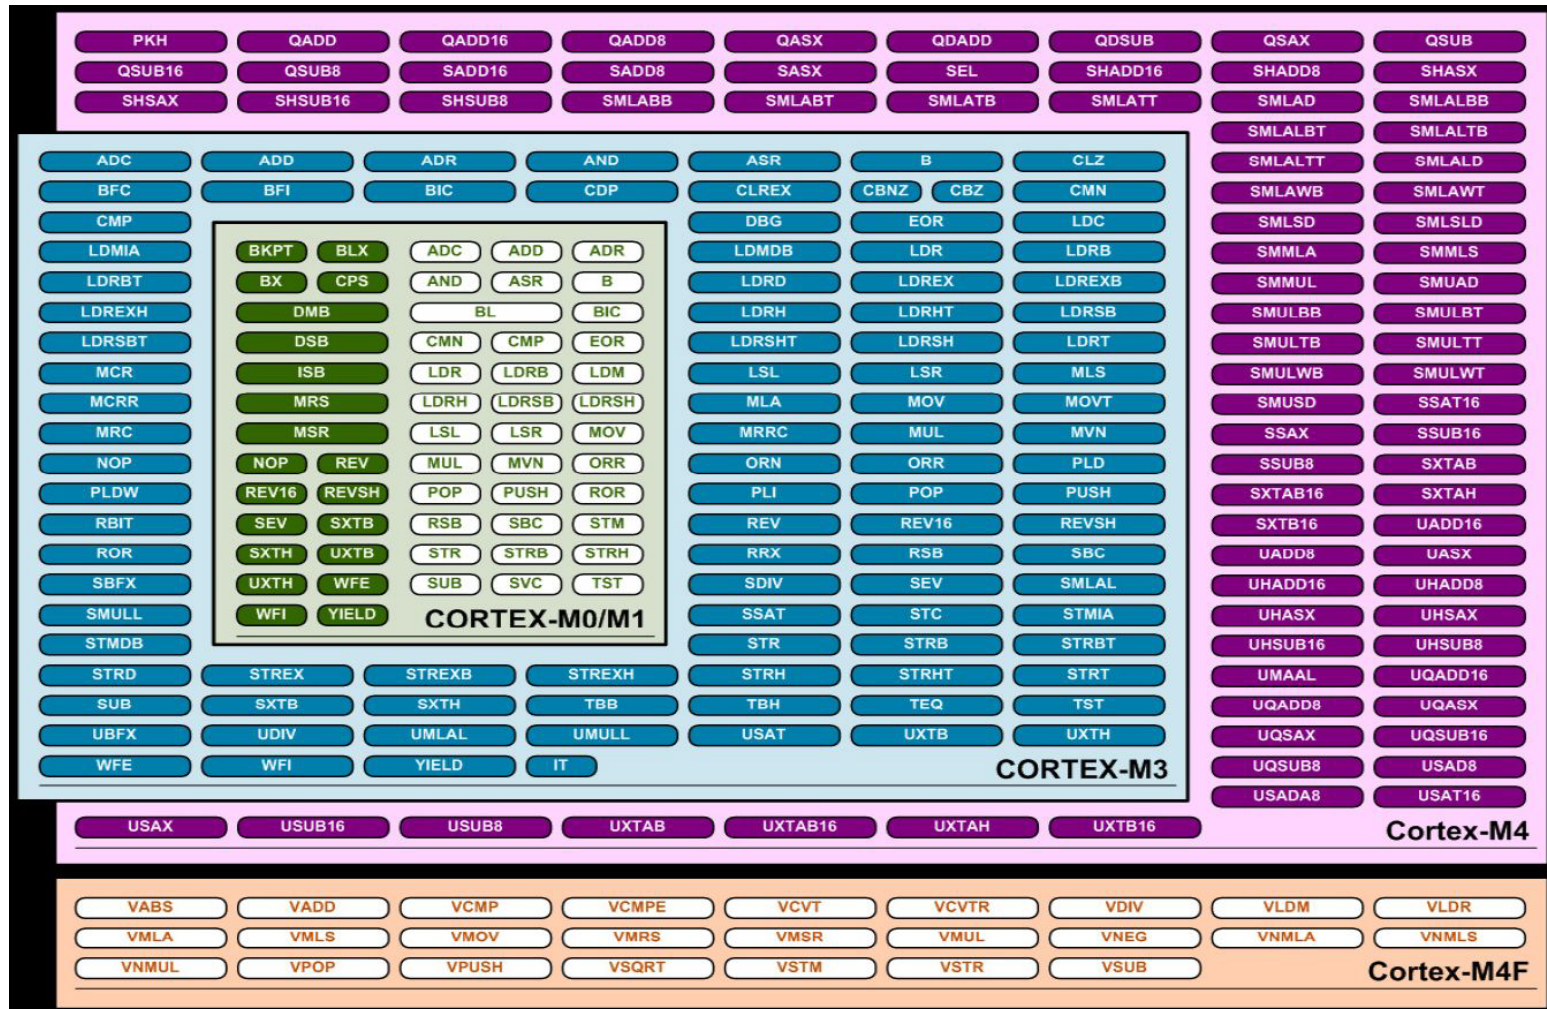 PKH QADD QADD16 QADD8 QASX QDADD QDSUB QSAX QSUB
QSUB16 QSUB8 SADD16 SADD8 SASX SEL SHADD16 SHADD8 SHASX
SHSAX SHSUB16 SHSUB8 SMLABB SMLABT SMLATB SMLATT SMLAD SMLALBB
SMLALBT SMLALTB
ADC ADD ADR AND ASR B CLZ SMLALTT SMLALD
BFC BFI BIC CDP CLREX CBNZ CBZ CMN SMLAWB SMLAWT
CMP DBG EOR LDC SMLSD SMLSLD
LDMIA BKPT BLX ADC ADD ADR LDMDB LDR LDRB SMMLA SMMLS
LDRBT BX CPS AND ASR B LDRD LDREX LDREXB SMMUL SMUAD
LDREXH DMB BL BIC LDRH LDRHT LDRSB SMULBB SMULBT
LDRSBT DSB CMN CMP EOR LDRSHT LDRSH LDRT SMULTB SMULTT
MCR ISB LDR LDRB LDM LSL LSR MLS SMULWB SMULWT
MCRR MRS LDRH LDRSB LDRSH MLA MOV MOVT SMUSD SSAT16
MRC MSR LSL LSR MOV MRRC MUL MVN SSAX SSUB16
NOP NOP REV MUL MVN ORR ORN ORR PLD SSUB8 SXTAB
PLDW REV16 REVSH POP PUSH ROR PLI POP PUSH SXTAB16 SXTAH
RBIT SEV SXTB RSB SBC STM REV REV16 REVSH SXTB16 UADD16
ROR SXTH UXTB STR STRB STRH RRX RSB SBC UADD8 UASX
SBFX UXTH WFE SUB SVC TST SDIV SEV SMLAL UHADD16 UHADD8
SMULL WFI YIELD CORTEX-M0/M1 SSAT STC STMIA UHASX UHSAX
STMDB STR STRB STRBT UHSUB16 UHSUB8
STRD STREX STREXB STREXH STRH STRHT STRT UMAAL UQADD16
SUB SXTB SXTH TBB TBH TEQ TST UQADD8 UQASX
UBFX UDIV UMLAL UMULL USAT UXTB UXTH UQSAX UQSUB16
WFE WFI YIELD IT CORTEX-M3 UQSUB8 USAD8
USADA8 USAT16
USAX USUB16 USUB8 UXTAB UXTAB16 UXTAH UXTB16 Cortex-M4
VABS VADD VCMP VCMPE VCVT VCVTR VDIV VLDM VLDR
VMLA VMLS VMOV VMRS VMSR VMUL VNEG VNMLA VNMLS
VNMUL VPOP VPUSH VSQRT VSTM VSTR VSUB Cortex-M4F